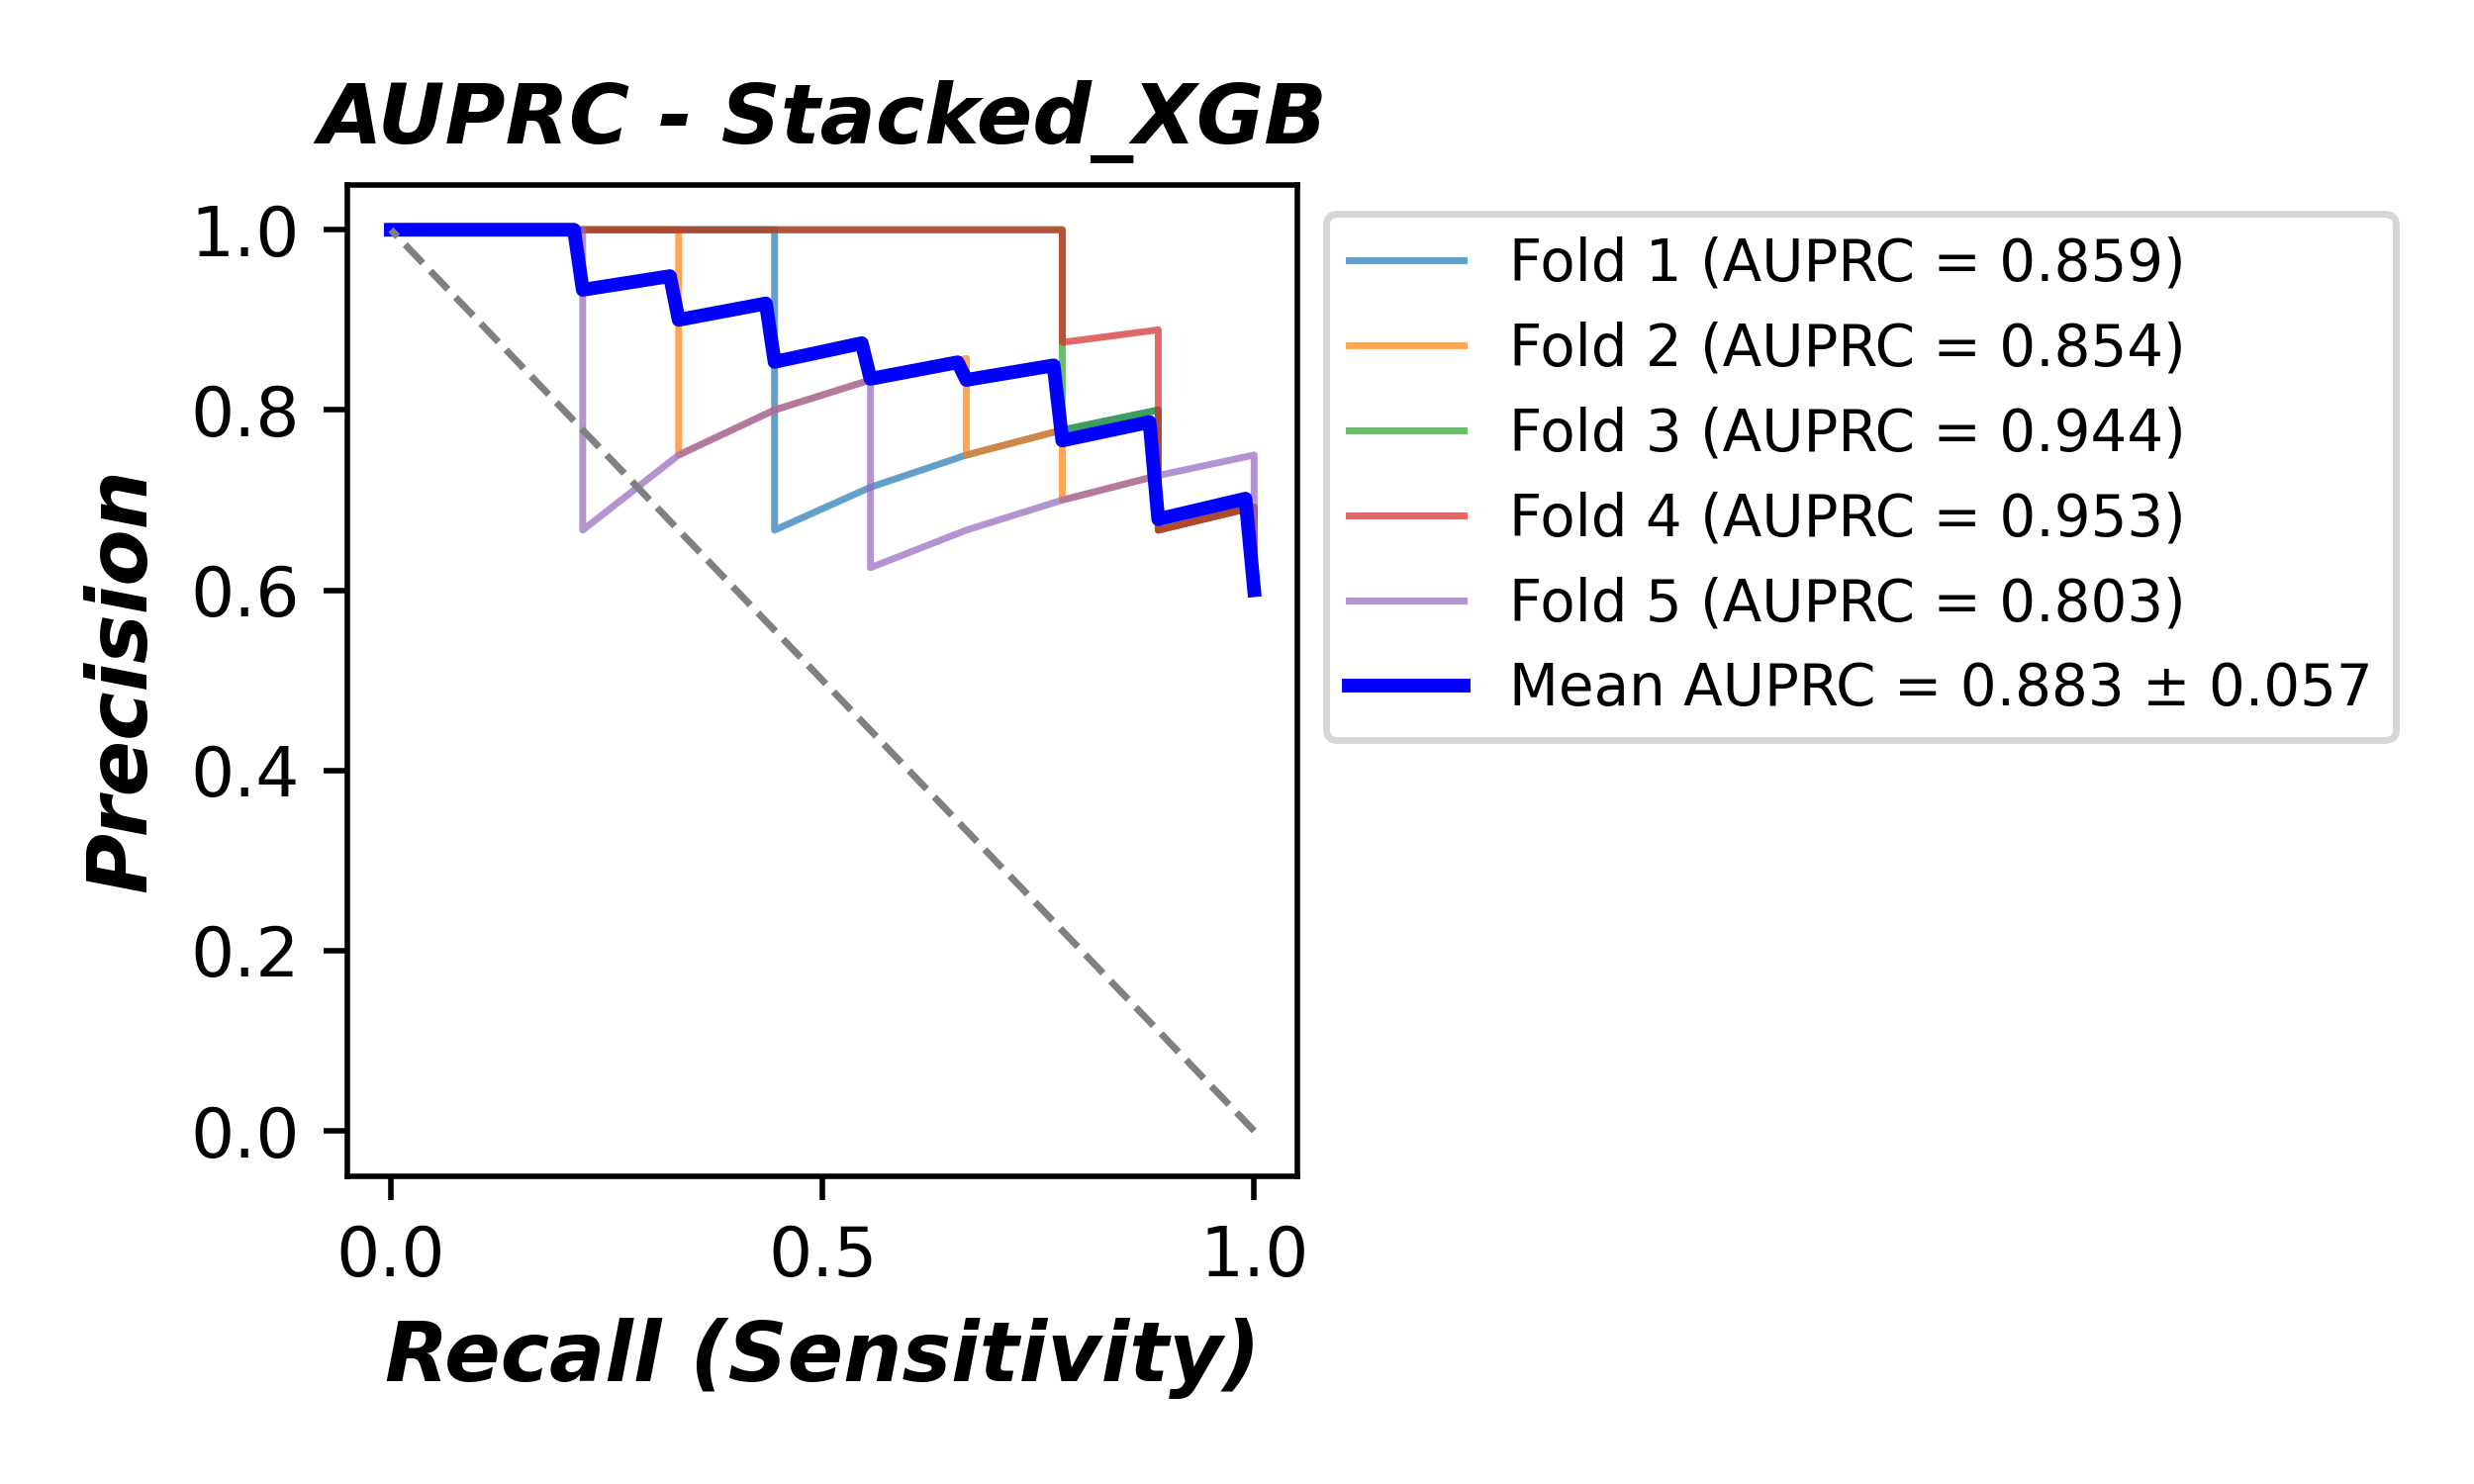 AUPRC - Stacked_XGB
Precision
1.0
0.8
0.6
0.4
0.2
0.0
0.0 0.5 1.0
Recall (Sensitivity)
Fold 1 (AUPRC = 0.859)
Fold 2 (AUPRC = 0.854)
Fold 3 (AUPRC = 0.944)
Fold 4 (AUPRC = 0.953)
Fold 5 (AUPRC = 0.803)
Mean AUPRC = 0.883 ± 0.057